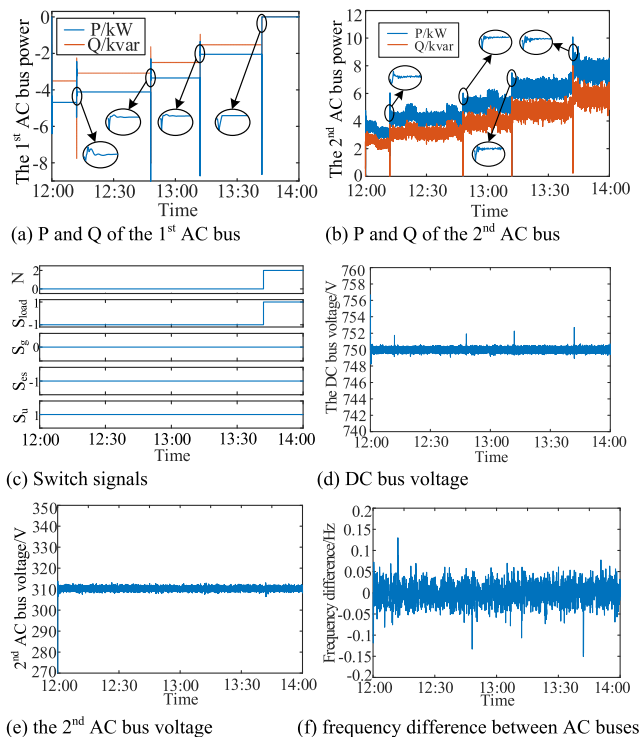 The 1st AC bus power
0
-2
-4
-6
-8
P/kW
Q/kvar
12:00 12:30 13:00 13:30 14:00
Time
(a) P and Q of the 1st AC bus
The 2nd AC bus power
12
10
8
6
4
2
0
P/kW
Q/kvar
12:00 12:30 13:00 13:30 14:00
Time
(b) P and Q of the 2nd AC bus
N
2
0
Sload
1
-1
Sg
0
Ses
-1
Su
1
12:00 12:30 13:00 13:30 14:00
Time
(c) Switch signals
The DC bus voltage/V
760
758
756
754
752
750
748
746
744
742
740
12:00 12:30 13:00 13:30 14:00
Time
(d) DC bus voltage
2nd AC bus voltage/V
350
340
330
320
310
300
290
280
270
12:00 12:30 13:00 13:30 14:00
Time
(e) the 2nd AC bus voltage
Frequency difference/Hz
0.2
0.15
0.1
0.05
0
-0.05
-0.1
-0.15
-0.2
12:00 12:30 13:00 13:30 14:00
Time
(f) frequency difference between AC buses